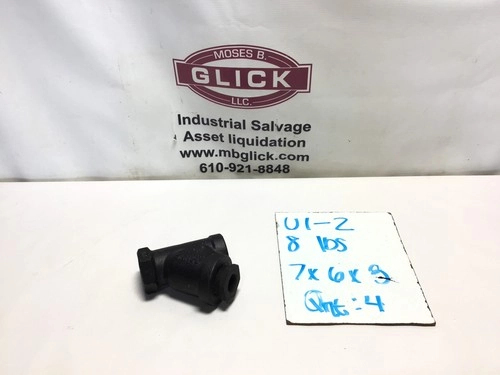 MOSES B.
GLICK
LLC.
Industrial Salvage
Asset liquidation
www.mbglick.com
610-921-8848
U1-2
8 lbs
7x6x3
Qnt:4